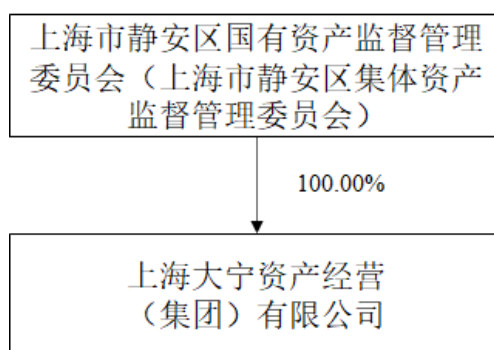 上海市静安区国有资产监督管理
委员会（上海市静安区集体资产
监督管理委员会）
100.00%
上海大宁资产经营
（集团）有限公司